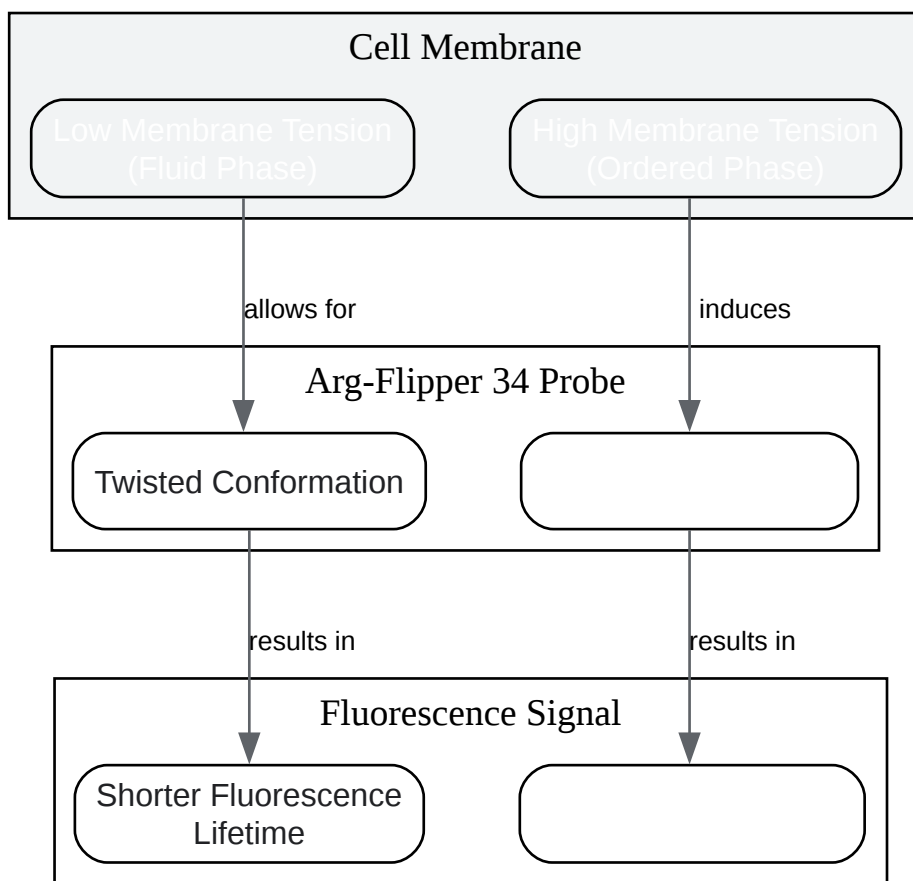 Cell Membrane
Low Membrane Tension
(Fluid Phase)
High Membrane Tension
(Ordered Phase)
allows for
induces
Arg-Flipper 34 Probe
Twisted Conformation
results in
results in
Fluorescence Signal
Shorter Fluorescence
Lifetime